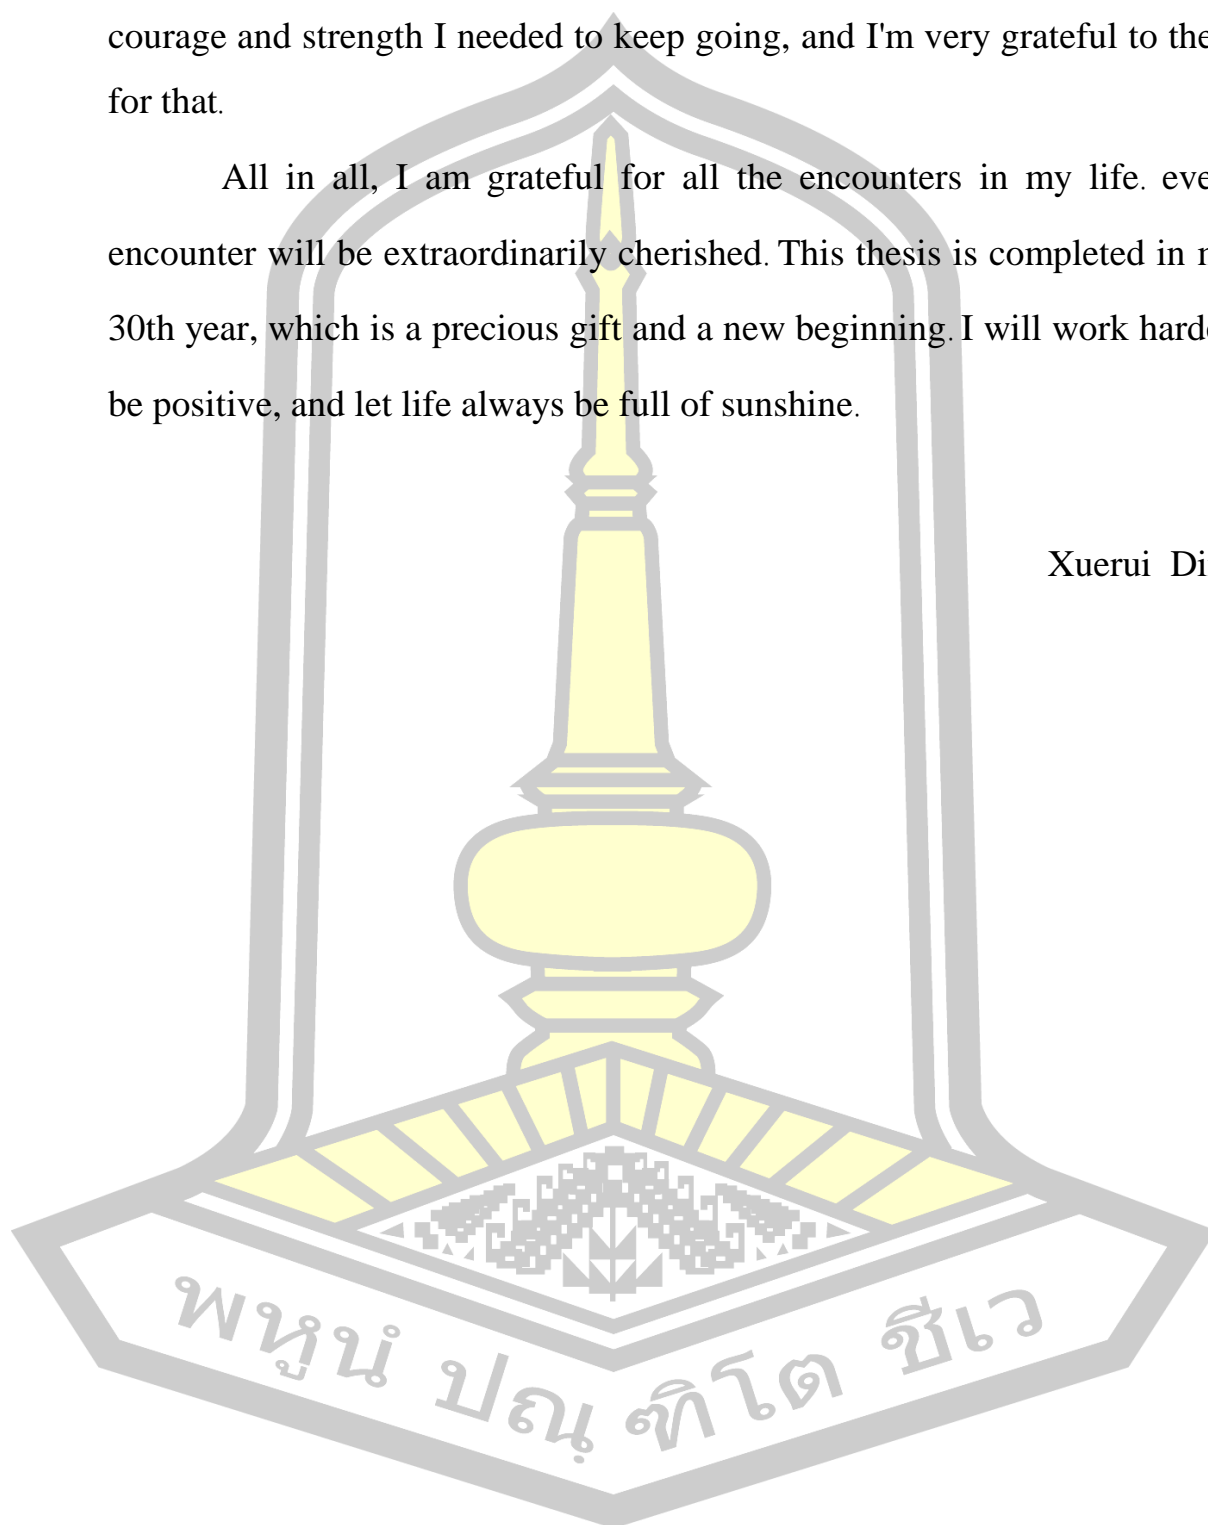 courage and strength I needed to keep going, and I'm very grateful to the
for that.
All in all, I am grateful for all the encounters in my life. eve
encounter will be extraordinarily cherished. This thesis is completed in
30th year, which is a precious gift and a new beginning. I will work hard
be positive, and let life always be full of sunshine.
Xuerui Di
พหูนํ ปณฺฑิโต ชีเว